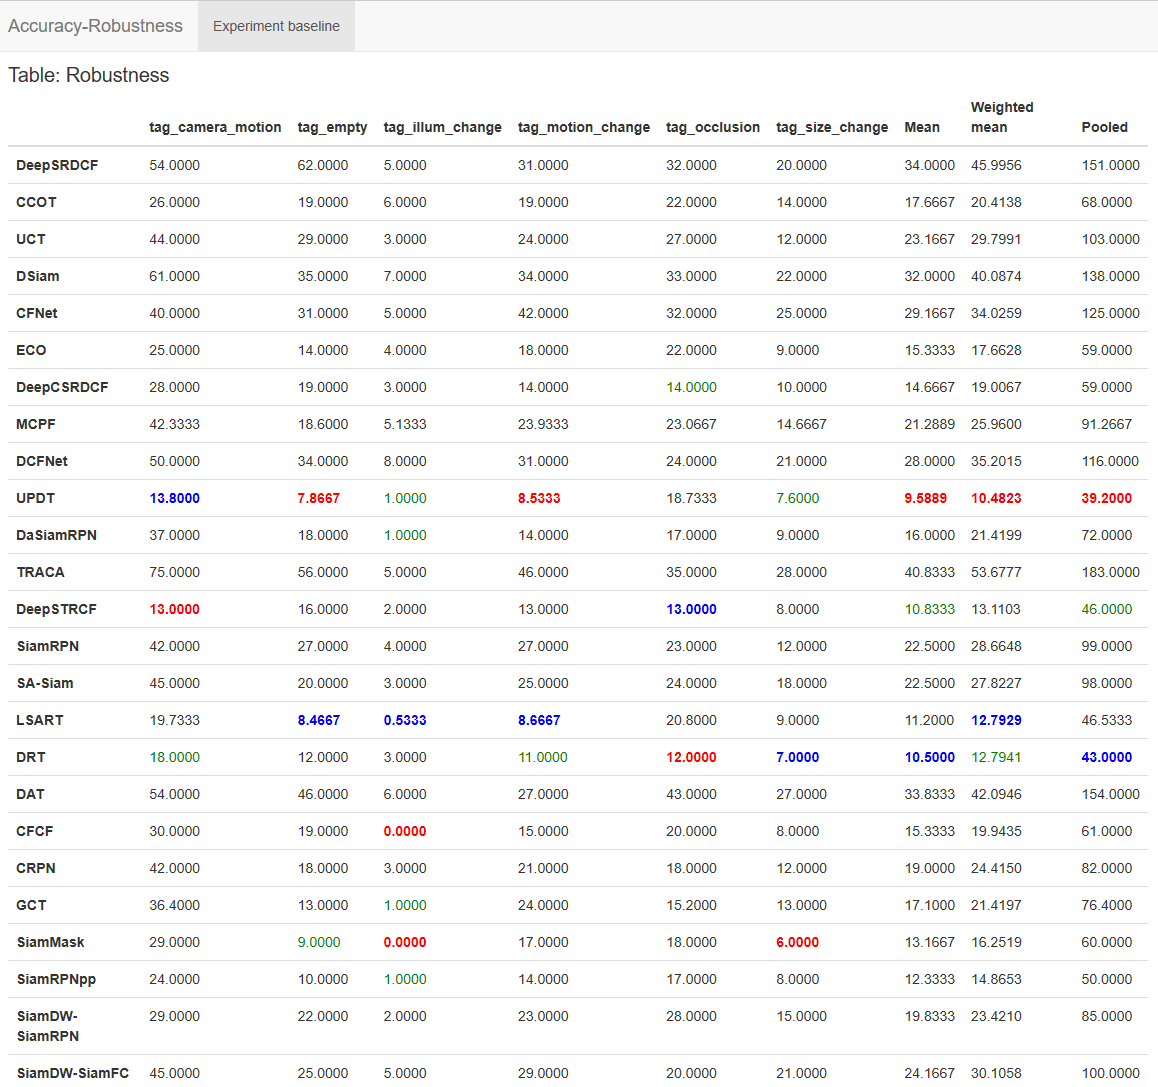 Accuracy-Robustness Experiment baseline
Table: Robustness
tag_camera_motion tag_empty tag_illum_change tag_motion_change tag_occlusion tag_size_change Mean Weighted mean Pooled
DeepSRDCF 54.0000 62.0000 5.0000 31.0000 32.0000 20.0000 34.0000 45.9956 151.0000
CCOT 26.0000 19.0000 6.0000 19.0000 22.0000 14.0000 17.6667 20.4138 68.0000
UCT 44.0000 29.0000 3.0000 24.0000 27.0000 12.0000 23.1667 29.7991 103.0000
DSiam 61.0000 35.0000 7.0000 34.0000 33.0000 22.0000 32.0000 40.0874 138.0000
CFNet 40.0000 31.0000 5.0000 42.0000 32.0000 25.0000 29.1667 34.0259 125.0000
ECO 25.0000 14.0000 4.0000 18.0000 22.0000 9.0000 15.3333 17.6628 59.0000
DeepCSRDCF 28.0000 19.0000 3.0000 14.0000 14.0000 10.0000 14.6667 19.0067 59.0000
MCPF 42.3333 18.6000 5.1333 23.9333 23.0667 14.6667 21.2889 25.9600 91.2667
DCFNet 50.0000 34.0000 8.0000 31.0000 24.0000 21.0000 28.0000 35.2015 116.0000
UPDT 13.8000 7.8667 1.0000 8.5333 18.7333 7.6000 9.5889 10.4823 39.2000
DaSiamRPN 37.0000 18.0000 1.0000 14.0000 17.0000 9.0000 16.0000 21.4199 72.0000
TRACA 75.0000 56.0000 5.0000 46.0000 35.0000 28.0000 40.8333 53.6777 183.0000
DeepSTRCF 13.0000 16.0000 2.0000 13.0000 13.0000 8.0000 10.8333 13.1103 46.0000
SiamRPN 42.0000 27.0000 4.0000 27.0000 23.0000 12.0000 22.5000 28.6648 99.0000
SA-Siam 45.0000 20.0000 3.0000 25.0000 24.0000 18.0000 22.5000 27.8227 98.0000
LSART 19.7333 8.4667 0.5333 8.6667 20.8000 9.0000 11.2000 12.7929 46.5333
DRT 18.0000 12.0000 3.0000 11.0000 12.0000 7.0000 10.5000 12.7941 43.0000
DAT 54.0000 46.0000 6.0000 27.0000 43.0000 27.0000 33.8333 42.0946 154.0000
CFCF 30.0000 19.0000 0.0000 15.0000 20.0000 8.0000 15.3333 19.9435 61.0000
CRPN 42.0000 18.0000 3.0000 21.0000 18.0000 12.0000 19.0000 24.4150 82.0000
GCT 36.4000 13.0000 1.0000 24.0000 15.2000 13.0000 17.1000 21.4197 76.4000
SiamMask 29.0000 9.0000 0.0000 17.0000 18.0000 6.0000 13.1667 16.2519 60.0000
SiamRPNpp 24.0000 10.0000 1.0000 14.0000 17.0000 8.0000 12.3333 14.8653 50.0000
SiamDW-SiamRPN 29.0000 22.0000 2.0000 23.0000 28.0000 15.0000 19.8333 23.4210 85.0000
SiamDW-SiamFC 45.0000 25.0000 5.0000 29.0000 20.0000 21.0000 24.1667 30.1058 100.0000